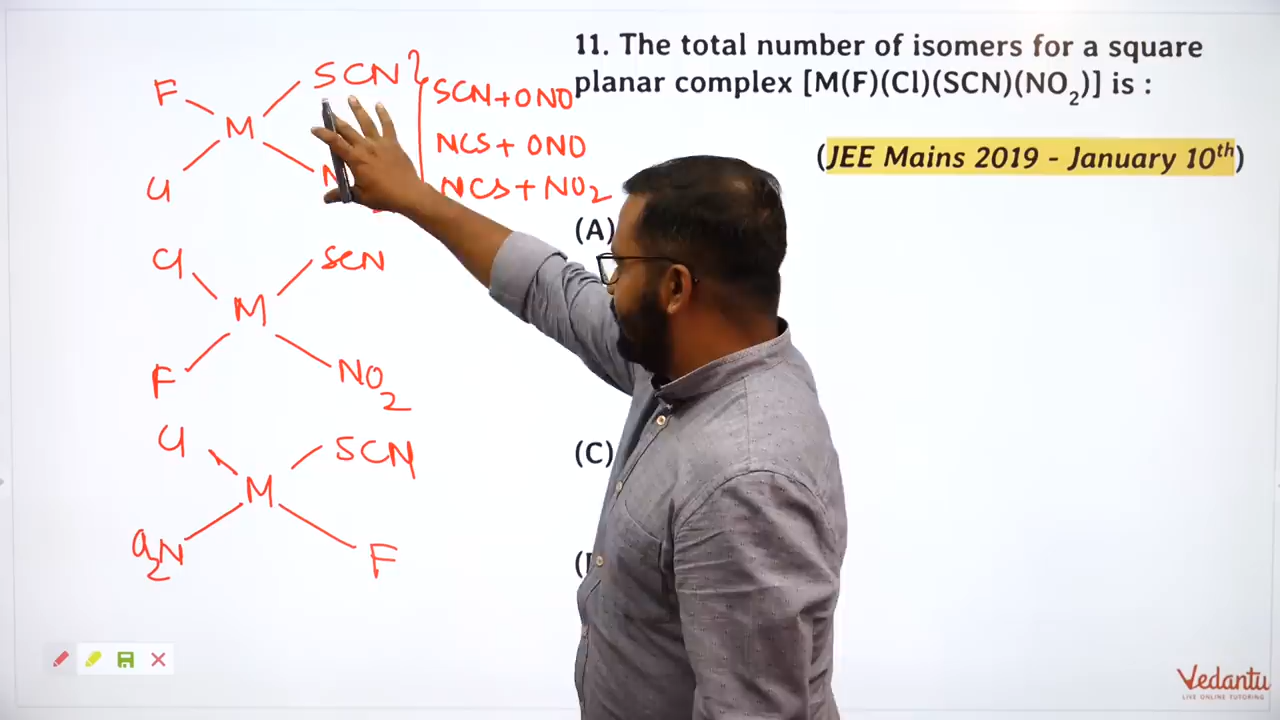 11. The total number of isomers for a square
planar complex [M(F)(Cl)(SCN)(NO2)] is :
(JEE Mains 2019 - January 10th)
F SCN
M
Cl
SCN+ONO
NCS + ONO
NCS + NO2
(A)
Cl SCN
M
F NO2
Cl SCN
M
O2N F
(C)
Vedantu
LIVE ONLINE TUTORING